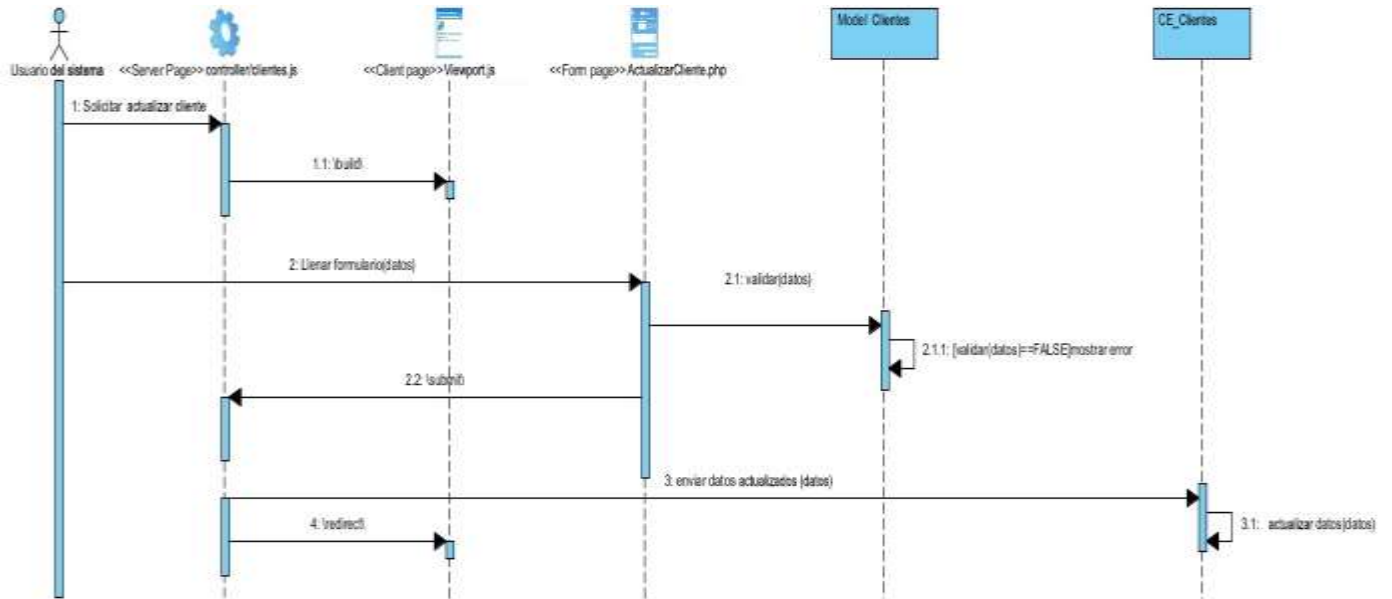 Model Clientes
CE_Clientes
Usuario del sistema
<<Server Page>> controller/clientes.js
<<Client page>>Viewport.js
<<Form page>>ActualizarCliente.php
1: Solicitar actualizar cliente
1.1: \build\
2: Llenar formulario(datos)
2.1: validar(datos)
2.1.1: [validar(datos)==FALSE]mostrar error
2.2: \submit\
3: enviar datos actualizados (datos)
4: \redirect\
3.1: actualizar datos(datos)